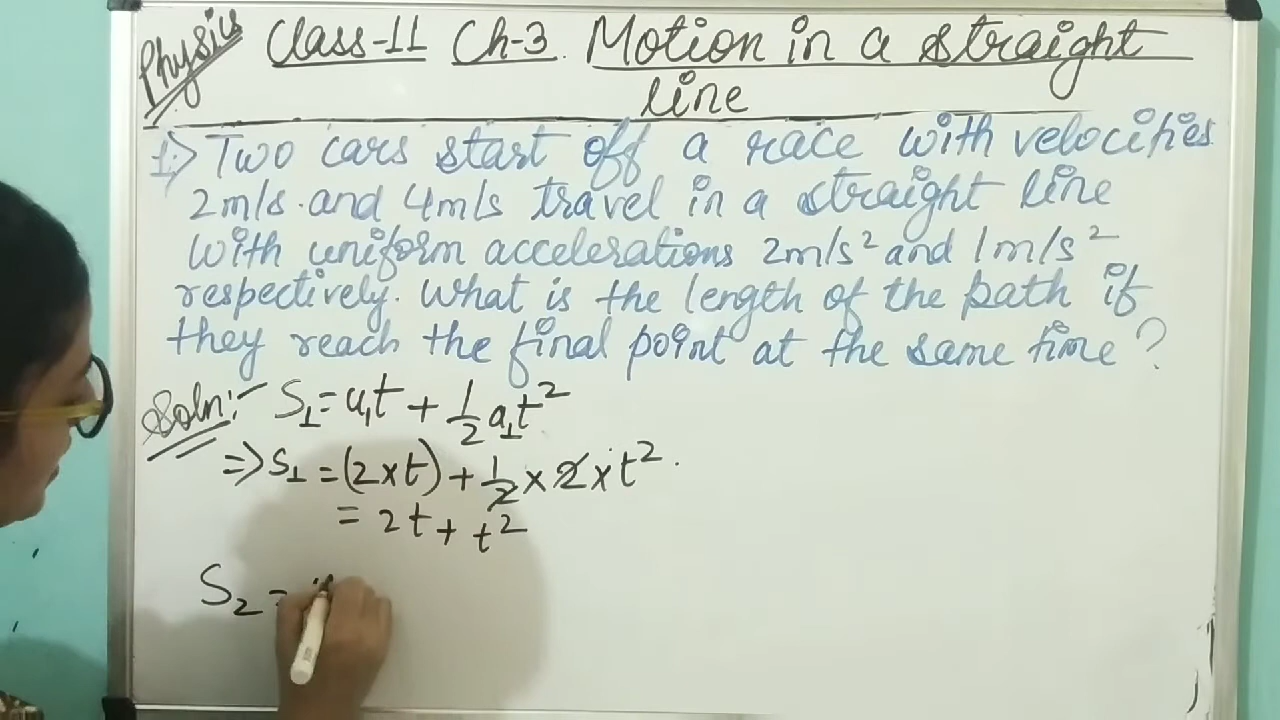 Physics
Class-11 Ch-3. Motion in a straight
line
1.> Two cars start off a race with velocities
2m/s. and 4m/s travel in a straight line
with uniform accelerations 2m/s² and 1m/s²
respectively. What is the length of the path if
they reach the final point at the same time?
Soln:- S₁ = u₁t + 1/2 a₁t²
=> S₁ = (2×t) + 1/2 × 2 × t².
= 2t + t²
S₂ =